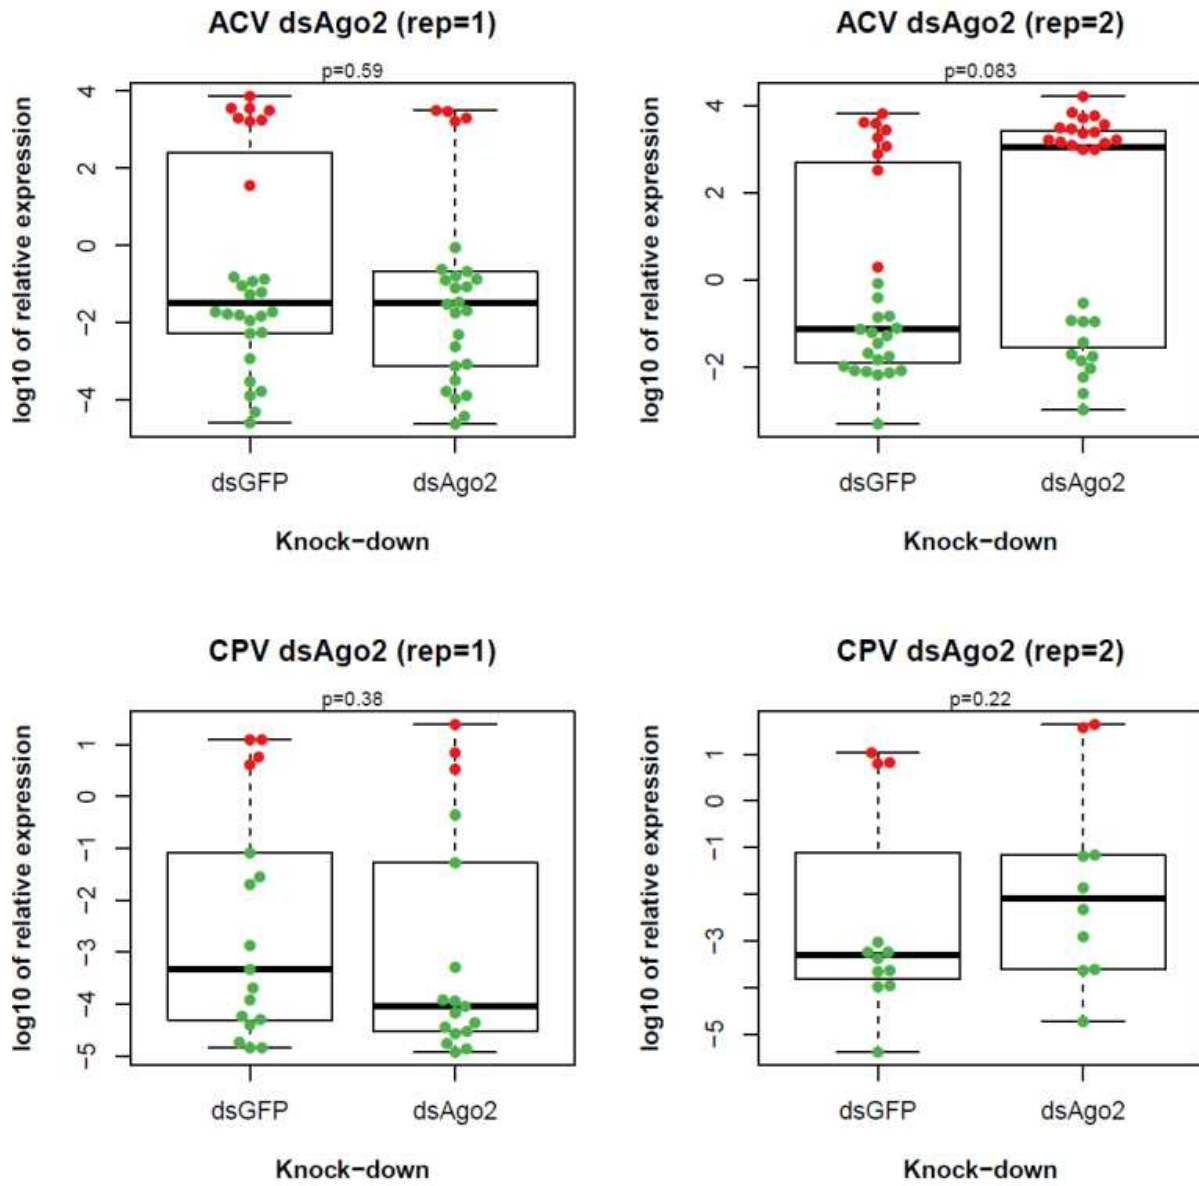 ACV dsAgo2 (rep=1)
p=0.59
log10 of relative expression
4
2
0
−2
−4
dsGFP
dsAgo2
Knock−down
ACV dsAgo2 (rep=2)
p=0.083
log10 of relative expression
4
2
0
−2
dsGFP
dsAgo2
Knock−down
CPV dsAgo2 (rep=1)
p=0.38
log10 of relative expression
1
0
−1
−2
−3
−4
−5
dsGFP
dsAgo2
Knock−down
CPV dsAgo2 (rep=2)
p=0.22
log10 of relative expression
1
0
−1
−3
−5
dsGFP
dsAgo2
Knock−down